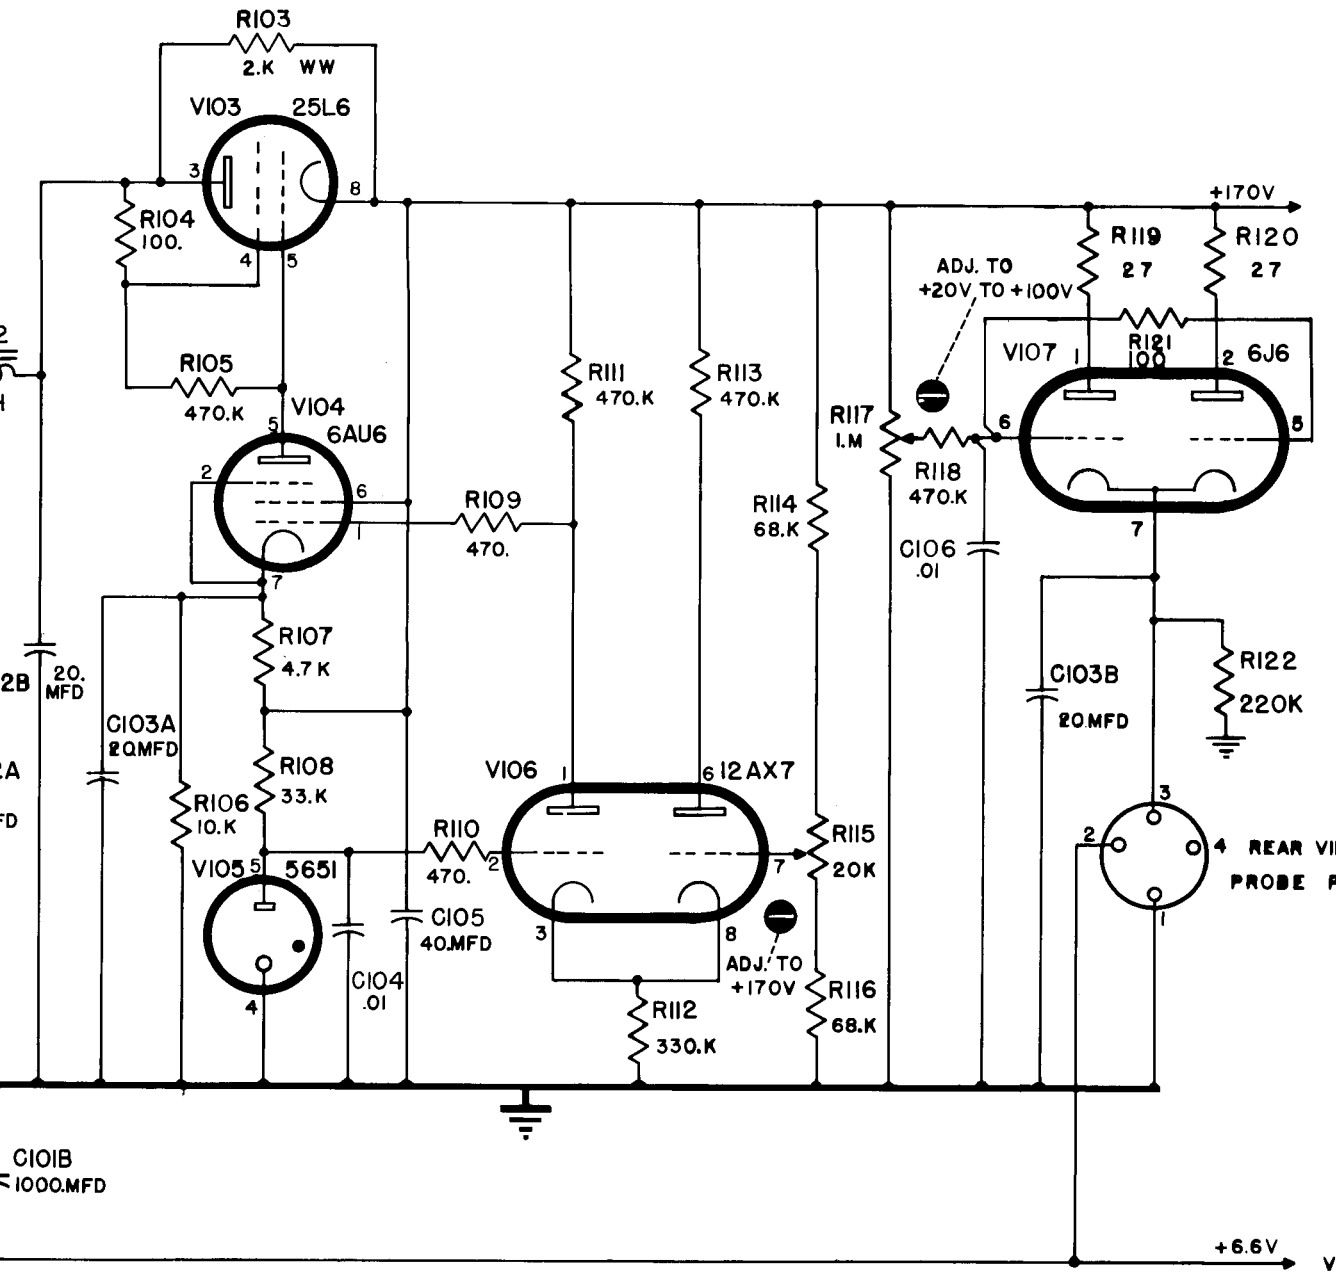 R103
2.K WW
V103 25L6
3
8
4
5
R104
100.
+170V
R119
27
R120
27
ADJ. TO
+20V TO +100V
2
H
R105
470.K
V104
6AU6
5
2
6
1
7
R109
470.
R111
470.K
R113
470.K
R114
68.K
R117
1.M
R118
470.K
C106
.01
V107
1
R121
100
2
6J6
6
5
7
R107
4.7K
2B
20.
MFD
C103A
20MFD
2A
FD
R106
10.K
R108
33.K
V105
5
5651
4
C104
.01
C105
40.MFD
R110
470.
V106
1
6
12AX7
2
7
3
8
R112
330.K
R115
20K
ADJ. TO
+170V
R116
68.K
C103B
20.MFD
R122
220K
3
2
4
1
REAR VI
PROBE P
C101B
1000.MFD
+6.6V
V